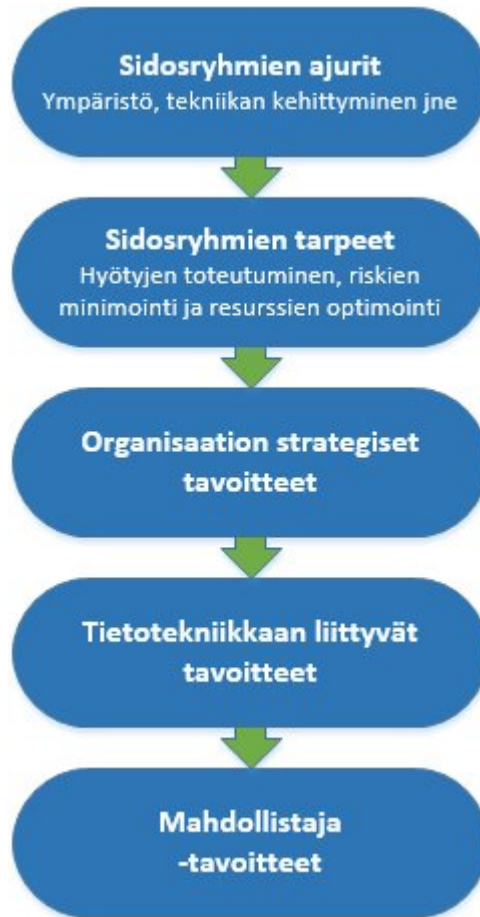 Sidosryhmien ajurit
Ympäristö, tekniikan kehittyminen jne
Sidosryhmien tarpeet
Hyötyjen toteutuminen, riskien
minimointi ja resurssien optimointi
Organisaation strategiset
tavoitteet
Tietotekniikkaan liittyvät
tavoitteet
Mahdollistaja
-tavoitteet